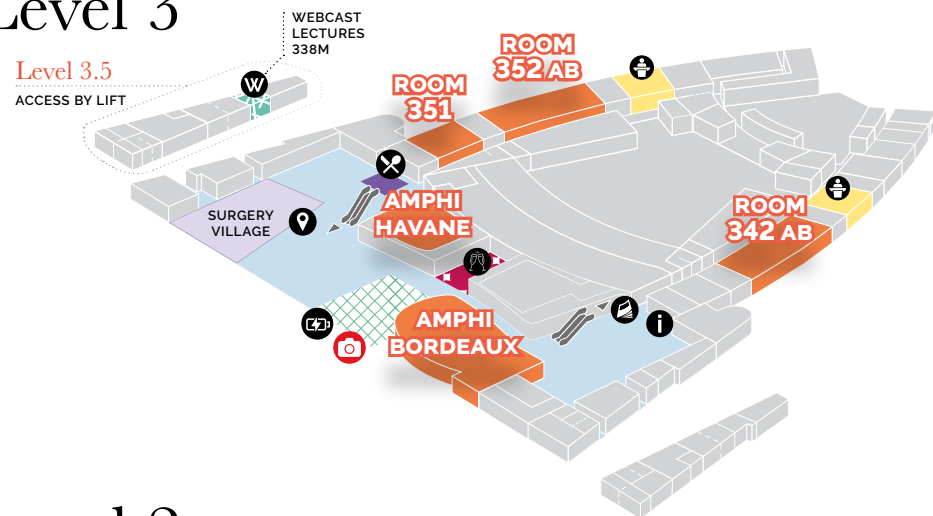 Level 3
WEBCAST
LECTURES
338M
Level 3.5
ACCESS BY LIFT
W
ROOM
352 AB
ROOM
351
AMPHI
HAVANE
SURGERY
VILLAGE
ROOM
342 AB
AMPHI
BORDEAUX
i